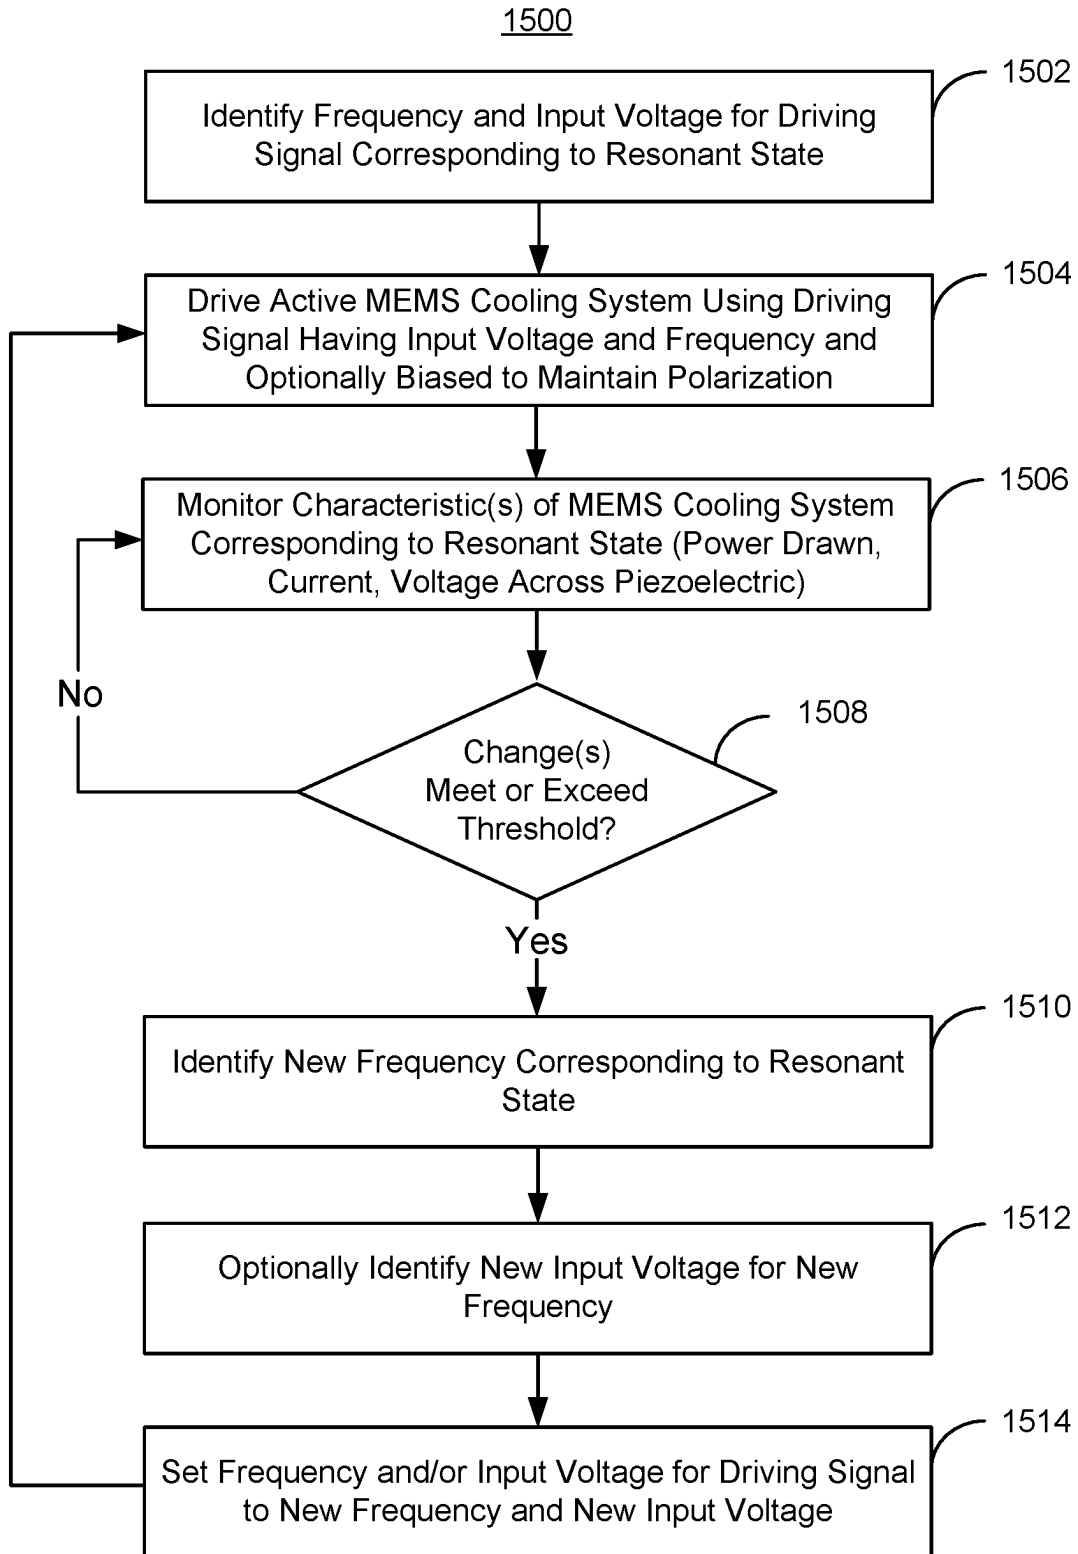 1500
1502
Identify Frequency and Input Voltage for Driving
Signal Corresponding to Resonant State
1504
Drive Active MEMS Cooling System Using Driving
Signal Having Input Voltage and Frequency and
Optionally Biased to Maintain Polarization
1506
Monitor Characteristic(s) of MEMS Cooling System
Corresponding to Resonant State (Power Drawn,
Current, Voltage Across Piezoelectric)
No
1508
Change(s)
Meet or Exceed
Threshold?
Yes
1510
Identify New Frequency Corresponding to Resonant
State
1512
Optionally Identify New Input Voltage for New
Frequency
1514
Set Frequency and/or Input Voltage for Driving Signal
to New Frequency and New Input Voltage